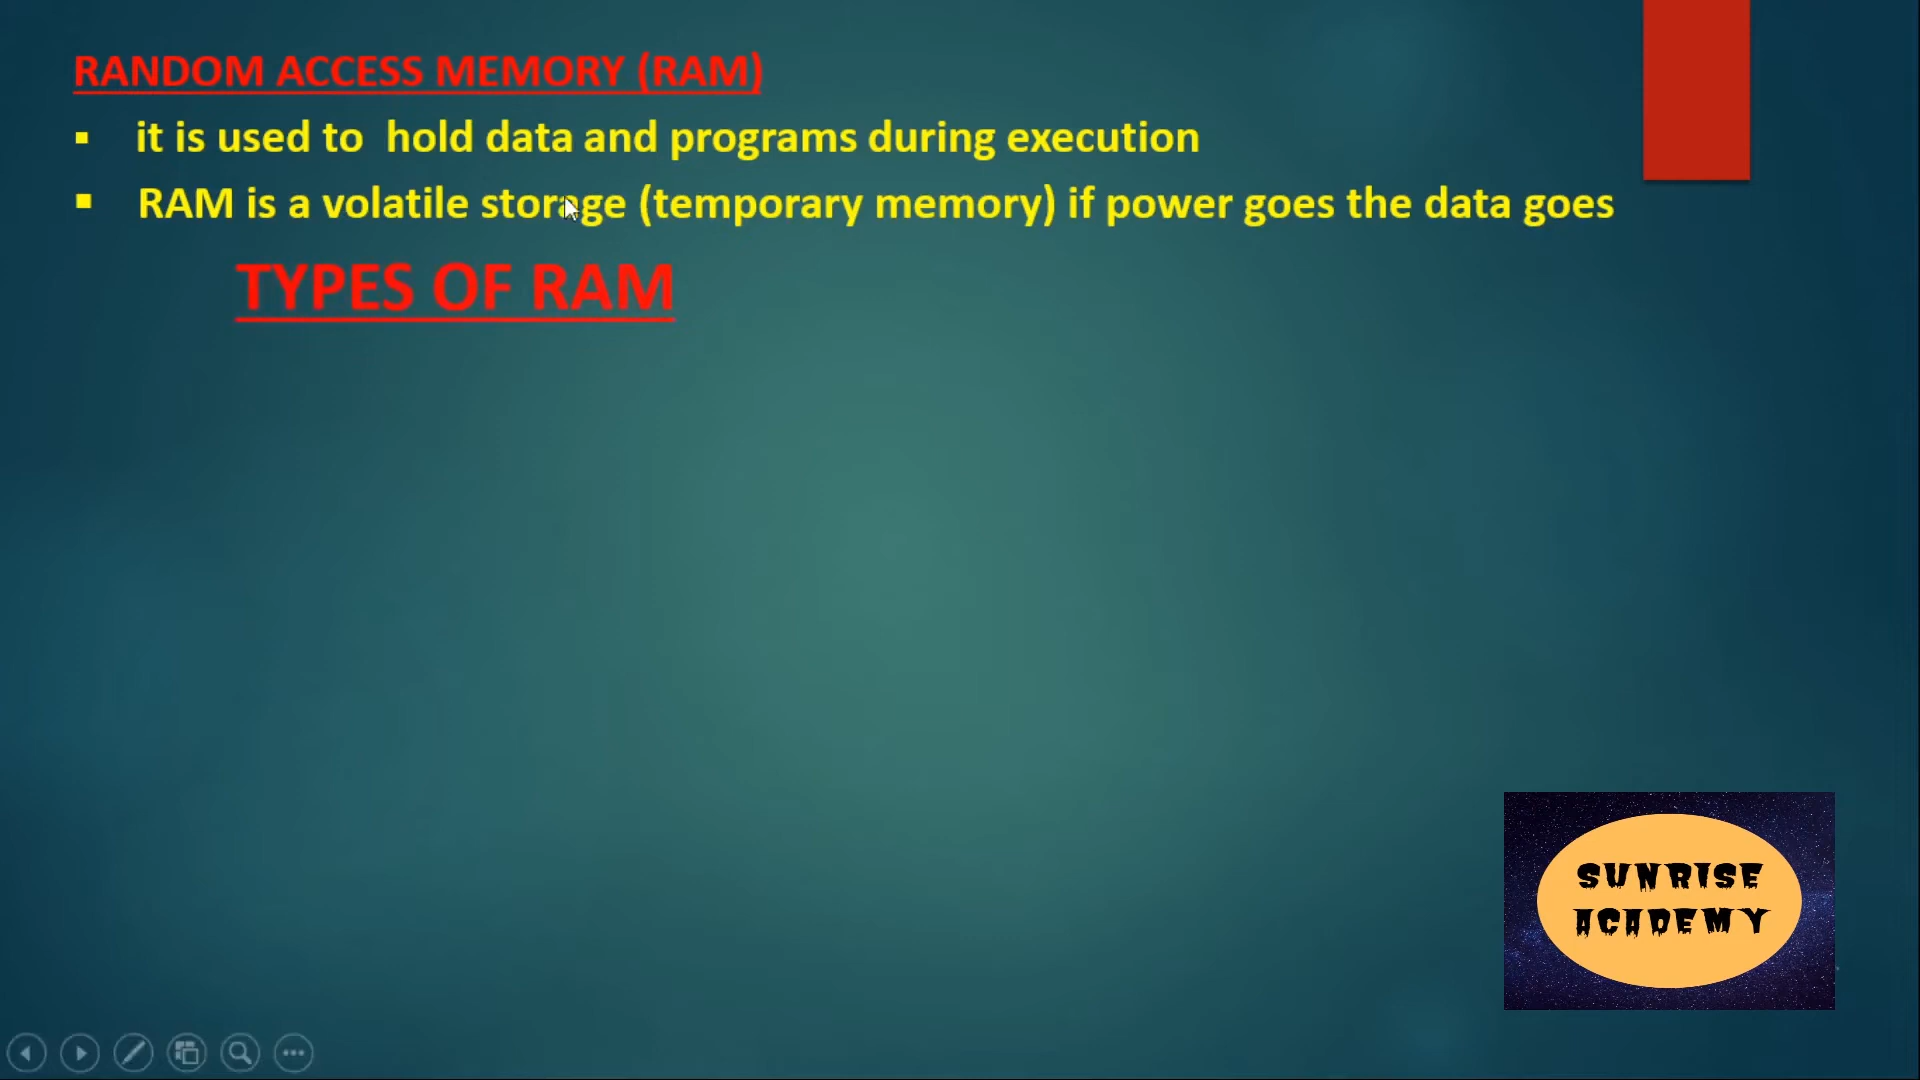 RANDOM ACCESS MEMORY (RAM)
▪ it is used to hold data and programs during execution
▪ RAM is a volatile storage (temporary memory) if power goes the data goes
TYPES OF RAM
SUNRISE
ACADEMY